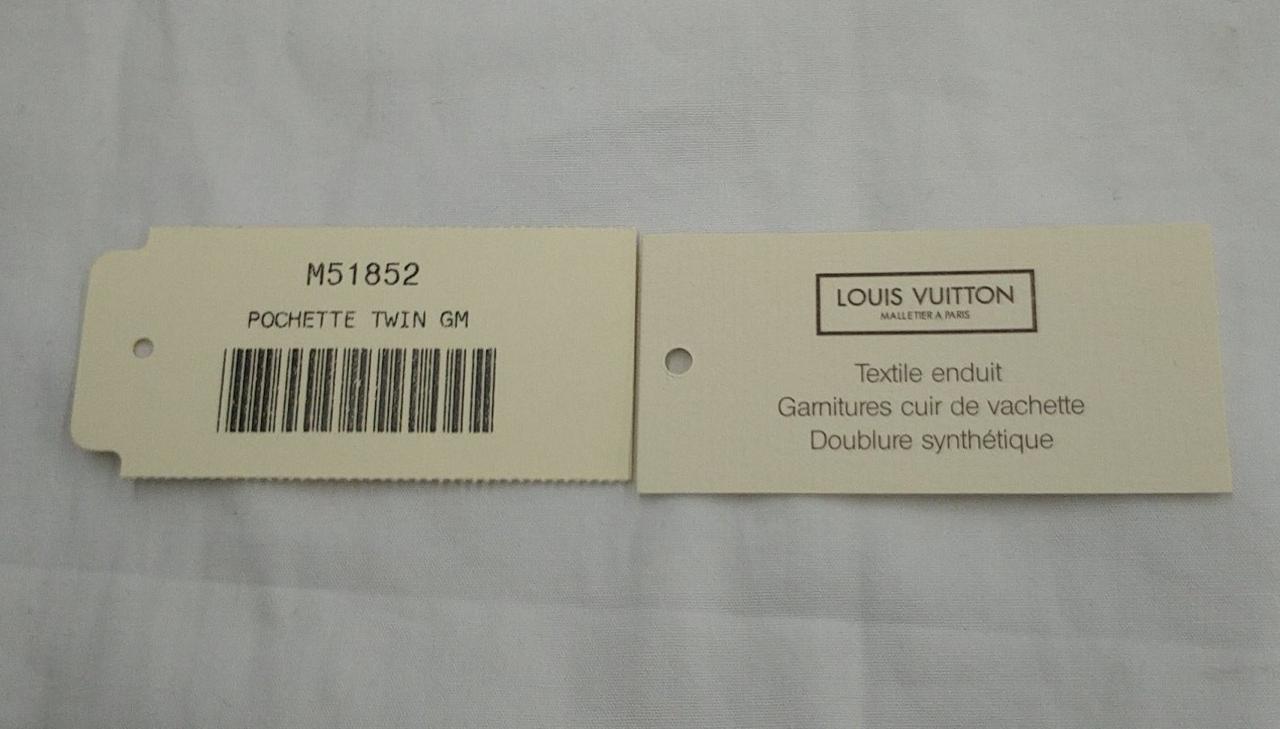 M51852
POCHETTE TWIN GM
LOUIS VUITTON
MALLETIER A PARIS
Textile enduit
Garnitures cuir de vachette
Doublure synthétique